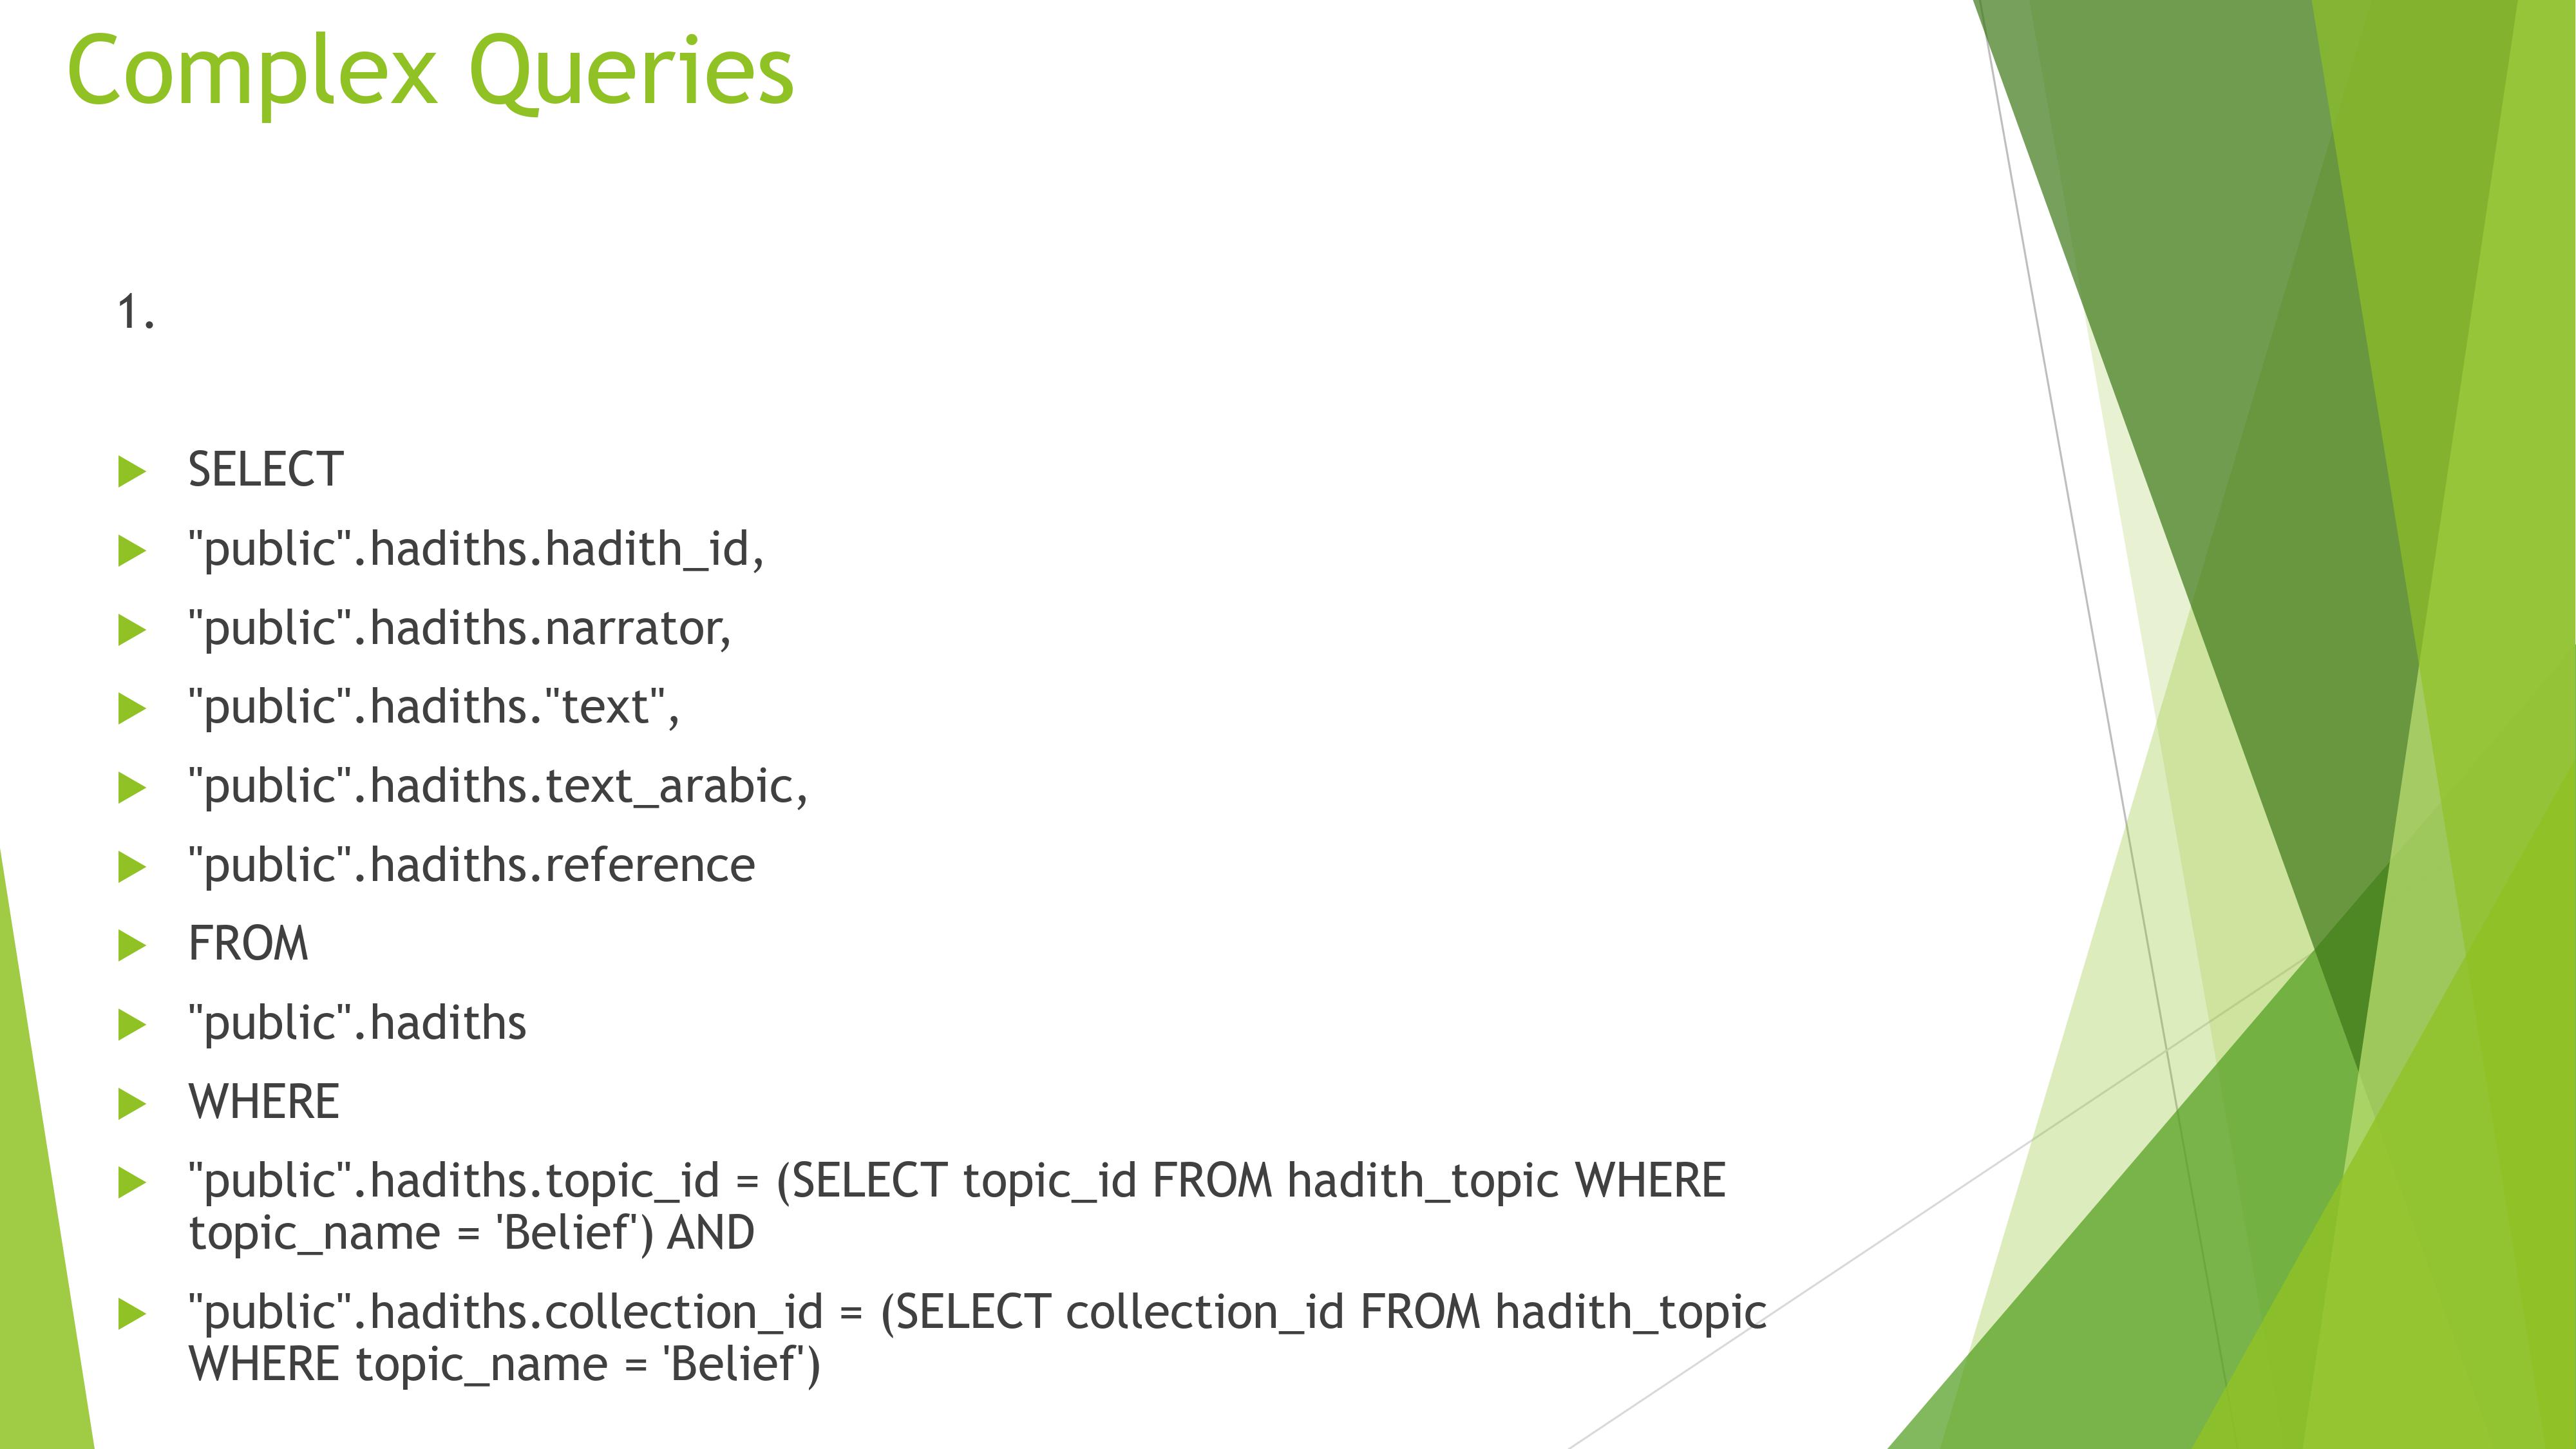 Complex Queries
1.
SELECT
"public".hadiths.hadith_id,
"public".hadiths.narrator,
"public".hadiths."text",
"public".hadiths.text_arabic,
"public".hadiths.reference
FROM
"public".hadiths
WHERE
"public".hadiths.topic_id = (SELECT topic_id FROM hadith_topic WHERE
topic_name = 'Belief') AND
"public".hadiths.collection_id = (SELECT collection_id FROM hadith_topic
WHERE topic_name = 'Belief')